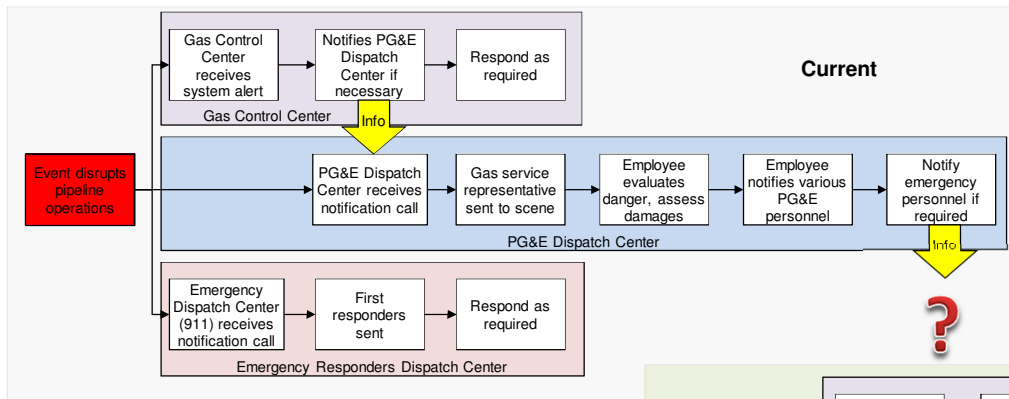 Gas Control
Center
receives
system alert
Notifies PG&E
Dispatch
Center if
necessary
Respond as
required
Gas Control Center
Info
Current
Event disrupts
pipeline
operations
PG&E Dispatch
Center receives
notification call
Gas service
representative
sent to scene
Employee
evaluates
danger, assess
damages
Employee
notifies various
PG&E
personnel
Notify
emergency
personnel if
required
PG&E Dispatch Center
Info
?
Emergency
Dispatch Center
(911) receives
notification call
First
responders
sent
Respond as
required
Emergency Responders Dispatch Center